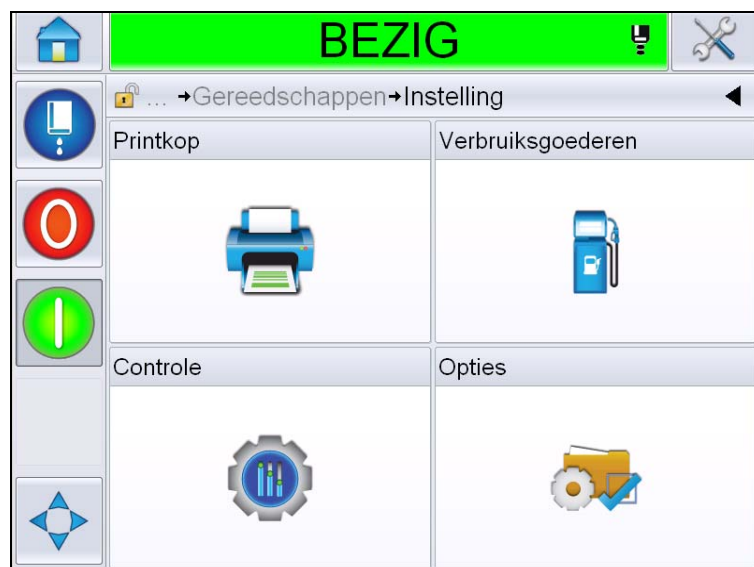 BEZIG
... →Gereedschappen→Instelling
Printkop
Verbruiksgoederen
Controle
Opties